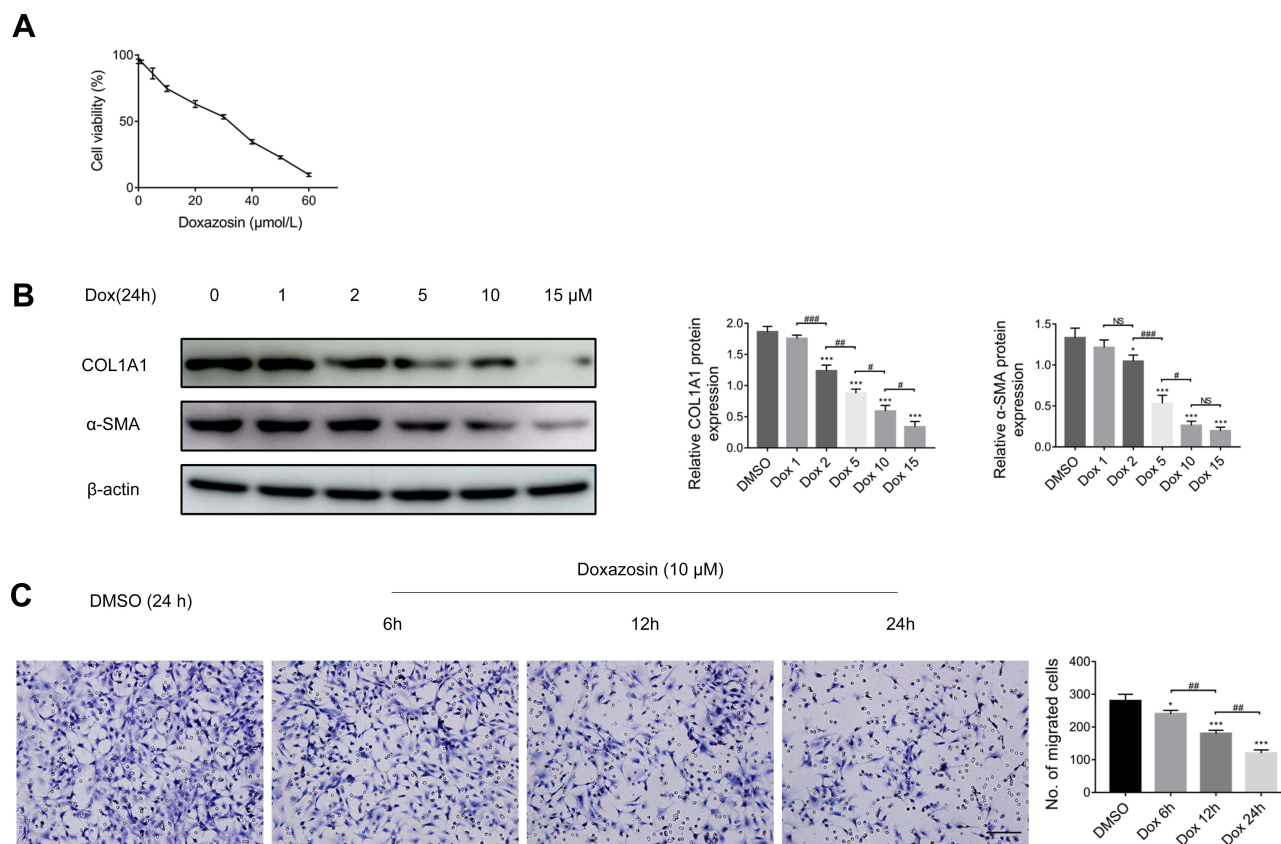 A
100
50
0
Cell viability (%)
0 20 40 60
Doxazosin (µmol/L)
B
Dox(24h) 0 1 2 5 10 15 µM
COL1A1
α-SMA
β-actin
Relative COL1A1 protein
expression
2.0
1.5
1.0
0.5
0.0
###
##
#
#
***
***
***
***
DMSO Dox 1 Dox 2 Dox 5 Dox 10 Dox 15
Relative α-SMA protein
expression
1.5
1.0
0.5
0.0
NS
###
#
NS
*
***
***
***
DMSO Dox 1 Dox 2 Dox 5 Dox 10 Dox 15
C
DMSO (24 h)
Doxazosin (10 µM)
6h 12h 24h
No. of migrated cells
400
300
200
100
0
##
##
*
***
***
DMSO Dox 6h Dox 12h Dox 24h